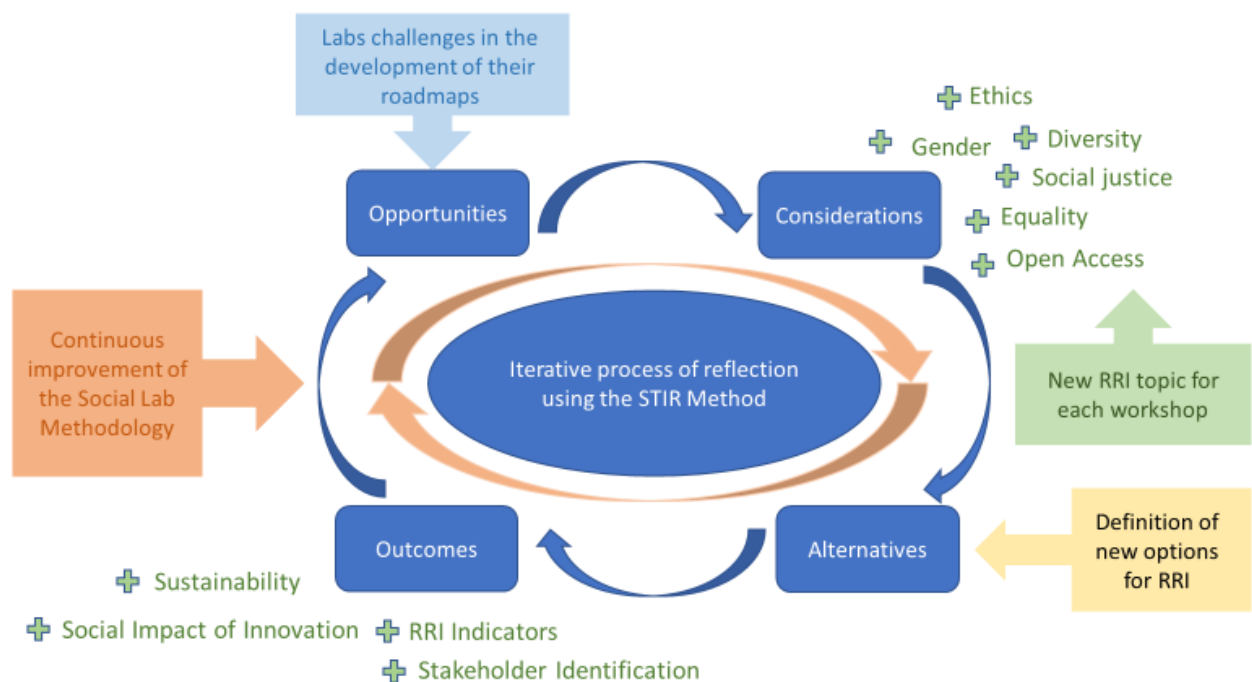 Labs challenges in the
development of their
roadmaps
Ethics
Gender
Diversity
Social justice
Equality
Open Access
Opportunities
Considerations
Continuous
improvement of
the Social Lab
Methodology
Iterative process of reflection
using the STIR Method
New RRI topic for
each workshop
Outcomes
Alternatives
Definition of
new options
for RRI
Sustainability
Social Impact of Innovation
RRI Indicators
Stakeholder Identification